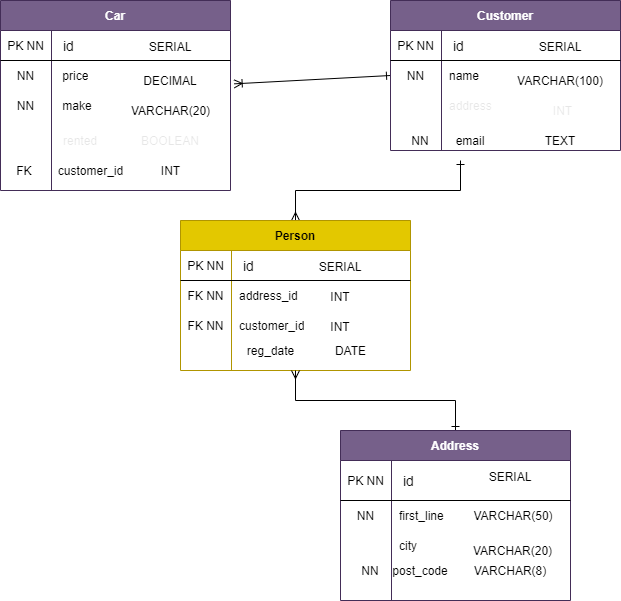 Car
PK NN id SERIAL
NN price DECIMAL
NN make VARCHAR(20)
rented BOOLEAN
FK customer_id INT
Customer
PK NN id SERIAL
NN name VARCHAR(100)
address INT
NN email TEXT
Person
PK NN id SERIAL
FK NN address_id INT
FK NN customer_id INT
reg_date DATE
Address
PK NN id SERIAL
NN first_line VARCHAR(50)
city VARCHAR(20)
NN post_code VARCHAR(8)